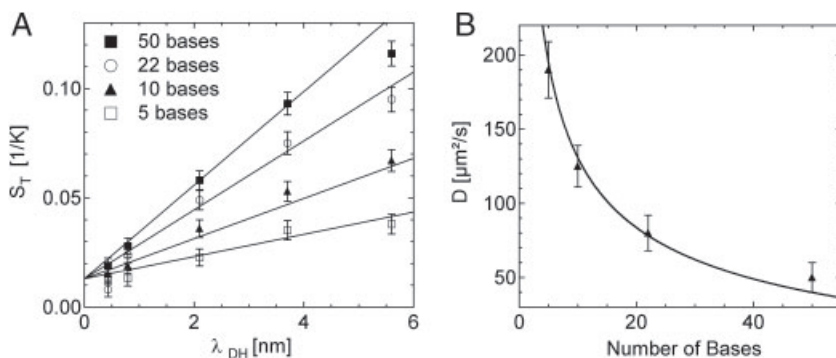 A
50 bases
22 bases
10 bases
5 bases
0.10
0.05
0.00
S_T [1/K]
0 2 4 6
λ_DH [nm]
B
200
150
100
50
D [µm²/s]
0 20 40
Number of Bases